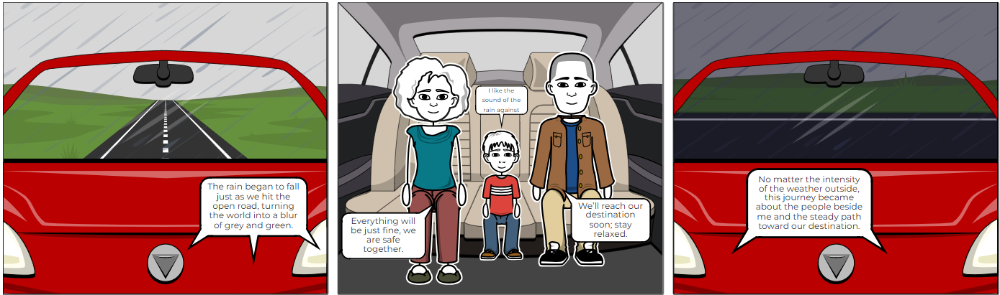 The rain began to fall
just as we hit the
open road, turning
the world into a blur
of grey and green.
I like the
sound of the
rain against
Everything will
be just fine, we
are safe
together.
We'll reach our
destination
soon; stay
relaxed.
No matter the intensity
of the weather outside,
this journey became
about the people beside
me and the steady path
toward our destination.